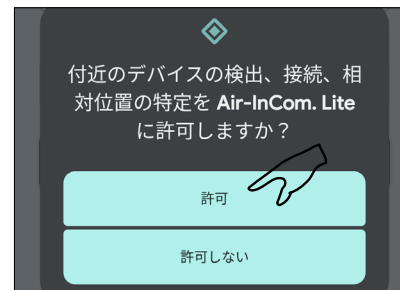 付近のデバイスの検出、接続、相
対位置の特定を Air-InCom. Lite
に許可しますか？
許可
許可しない